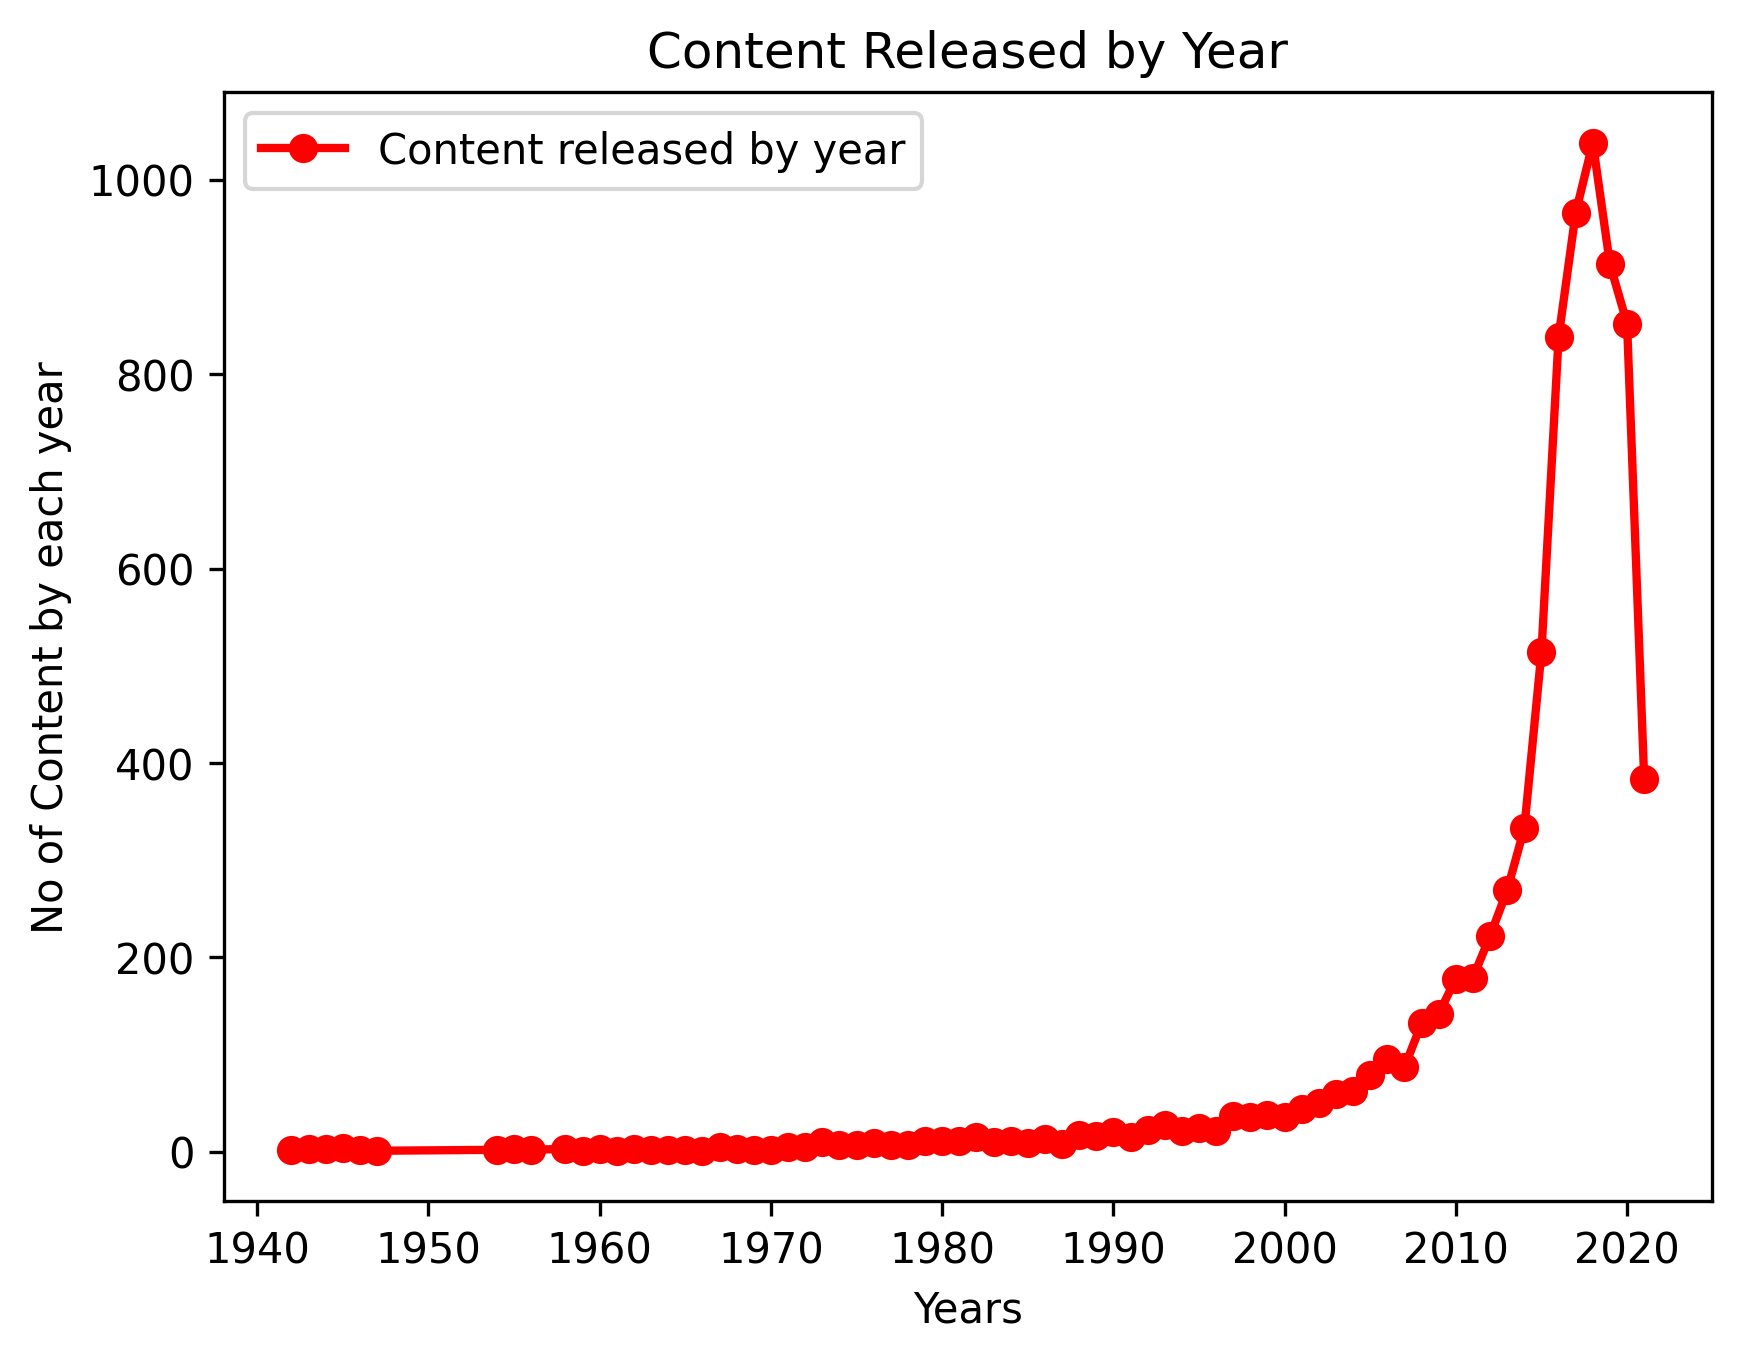 Content Released by Year
Content released by year
1000
800
600
400
200
0
No of Content by each year
1940 1950 1960 1970 1980 1990 2000 2010 2020
Years